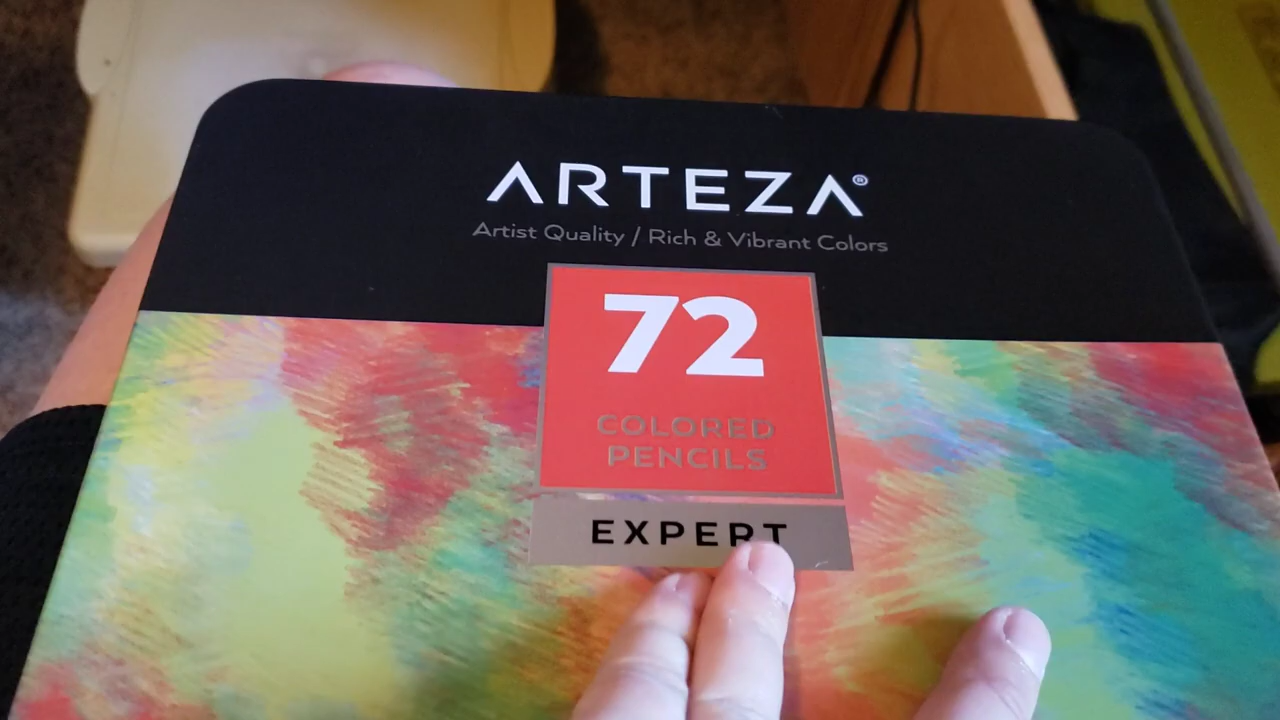 ARTEZA®
Artist Quality / Rich & Vibrant Colors
72
COLORED
PENCILS
EXPERT